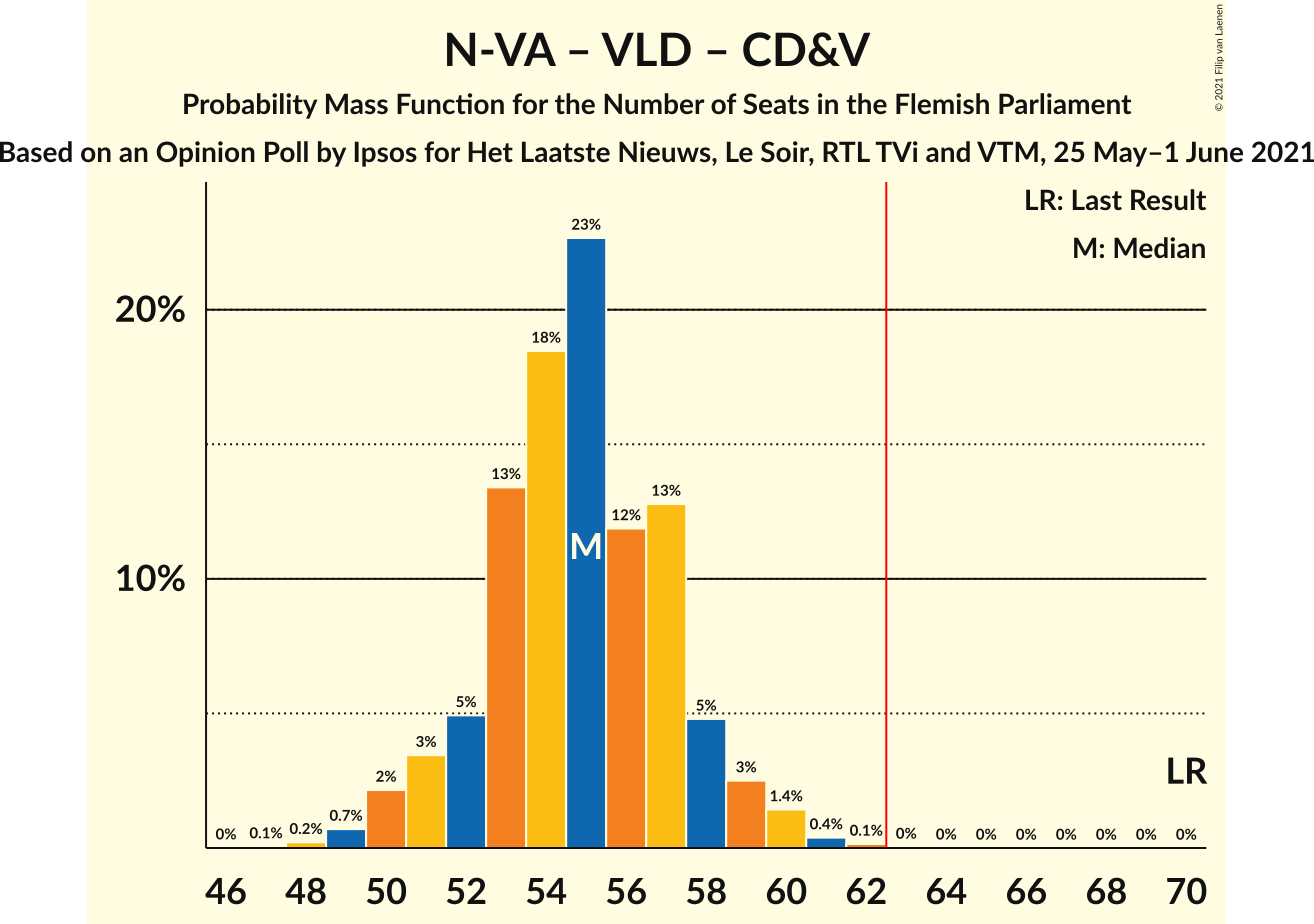 N-VA – VLD – CD&V
Probability Mass Function for the Number of Seats in the Flemish Parliament
Based on an Opinion Poll by Ipsos for Het Laatste Nieuws, Le Soir, RTL TVi and VTM, 25 May–1 June 2021
© 2021 Filip van Laenen
LR: Last Result
M: Median
20%
10%
0% 0.1% 0.2% 0.7% 2% 3% 5% 13% 18% 23% 12% 13% 5% 3% 1.4% 0.4% 0.1% 0% 0% 0% 0% 0% 0% 0% 0%
M
LR
46 48 50 52 54 56 58 60 62 64 66 68 70